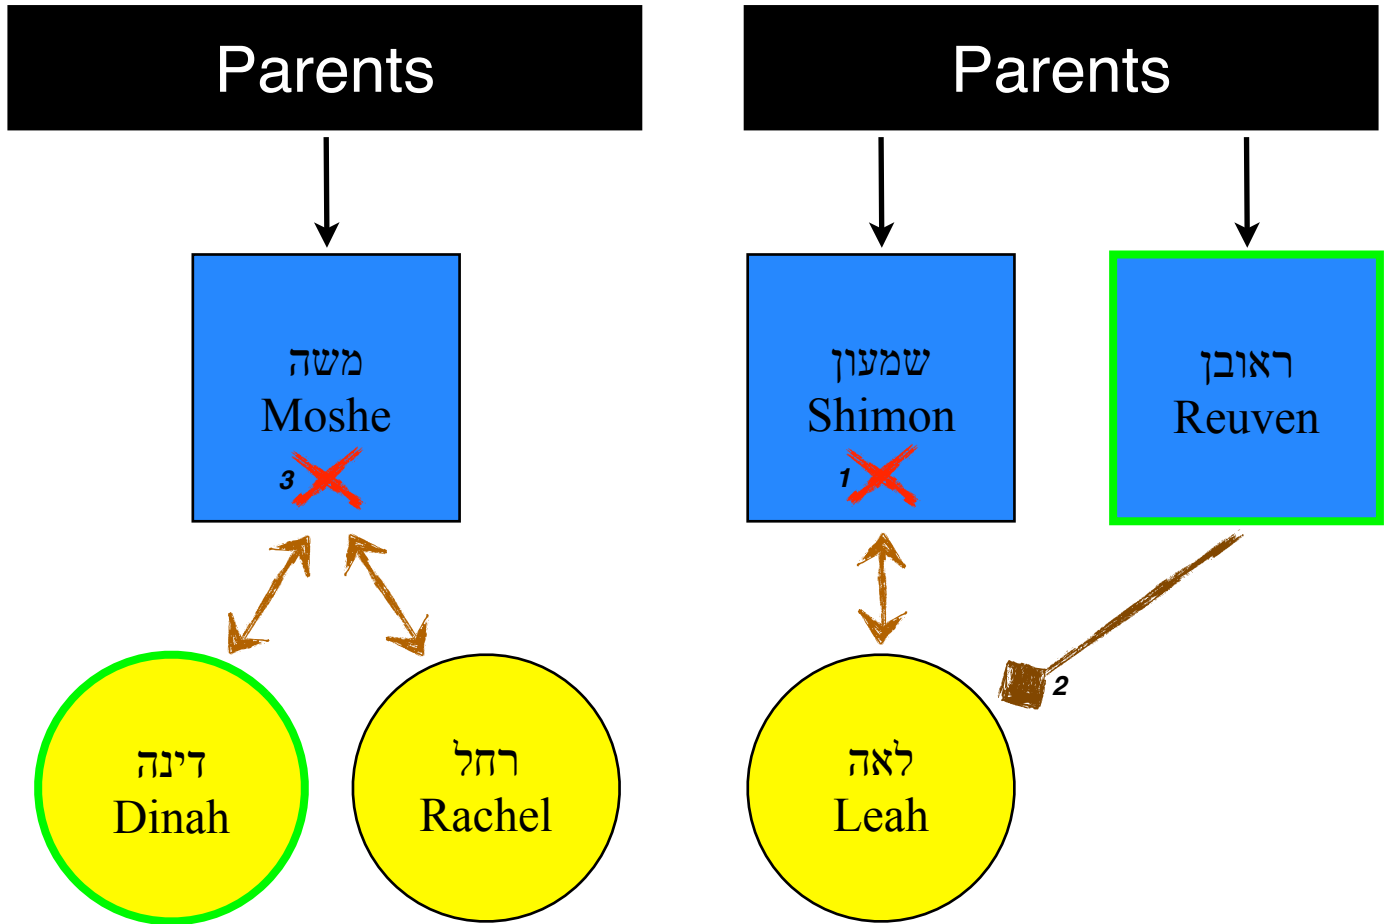 Parents
Parents
משה
Moshe
3
שמעון
Shimon
1
ראובן
Reuven
2
דינה
Dinah
רחל
Rachel
לאה
Leah